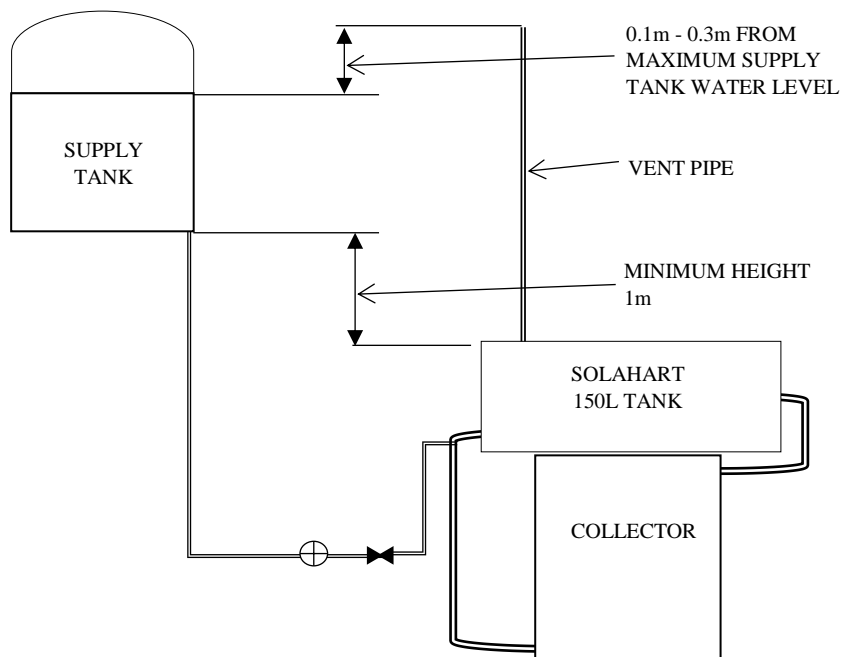 0.1m - 0.3m FROM
MAXIMUM SUPPLY
TANK WATER LEVEL
SUPPLY
TANK
VENT PIPE
MINIMUM HEIGHT
1m
SOLAHART
150L TANK
COLLECTOR